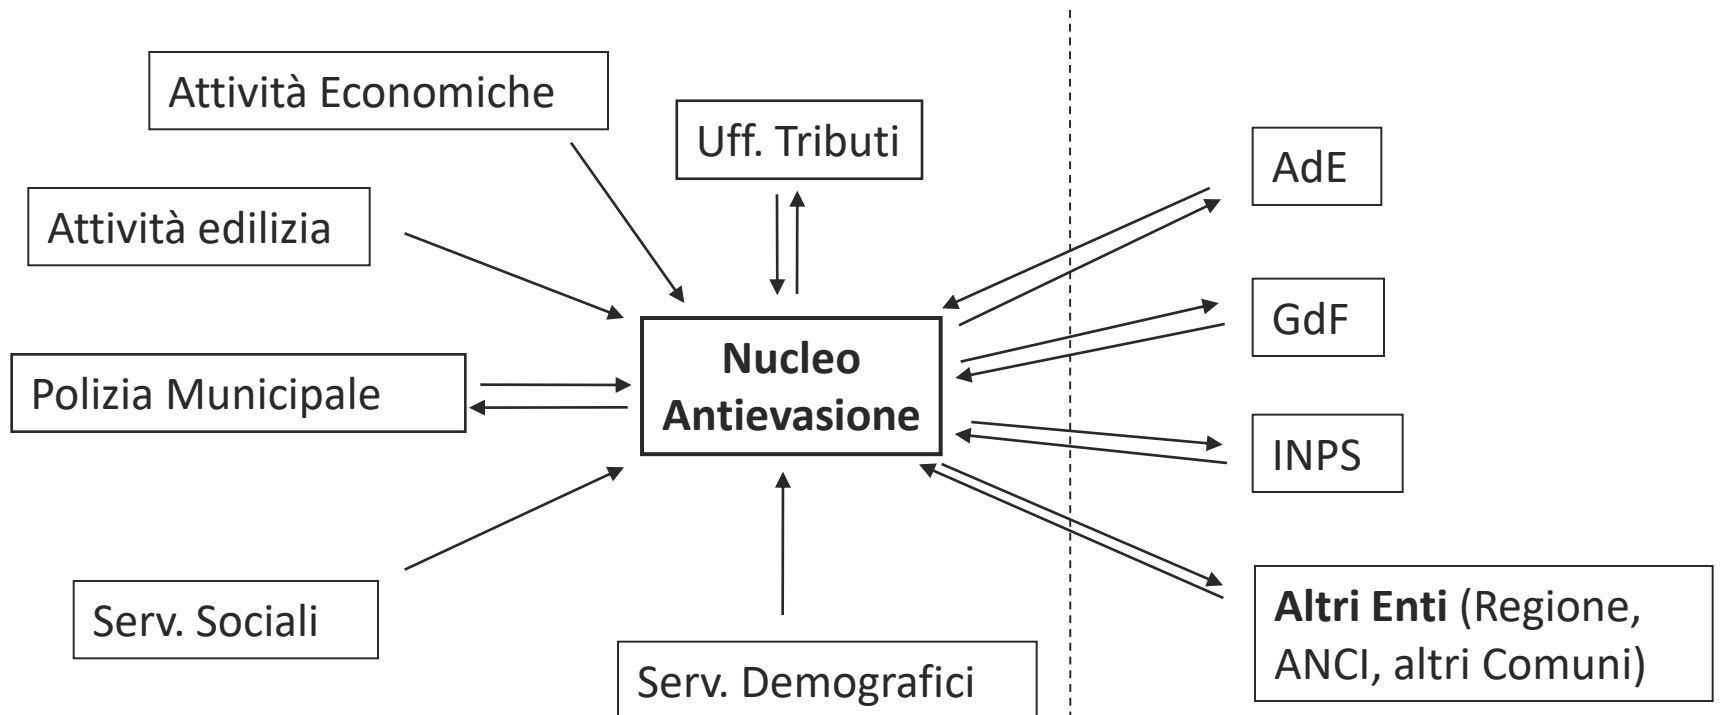 Attività Economiche
Uff. Tributi
AdE
Attività edilizia
GdF
Nucleo
Antievasione
Polizia Municipale
INPS
Altri Enti (Regione,
ANCI, altri Comuni)
Serv. Sociali
Serv. Demografici